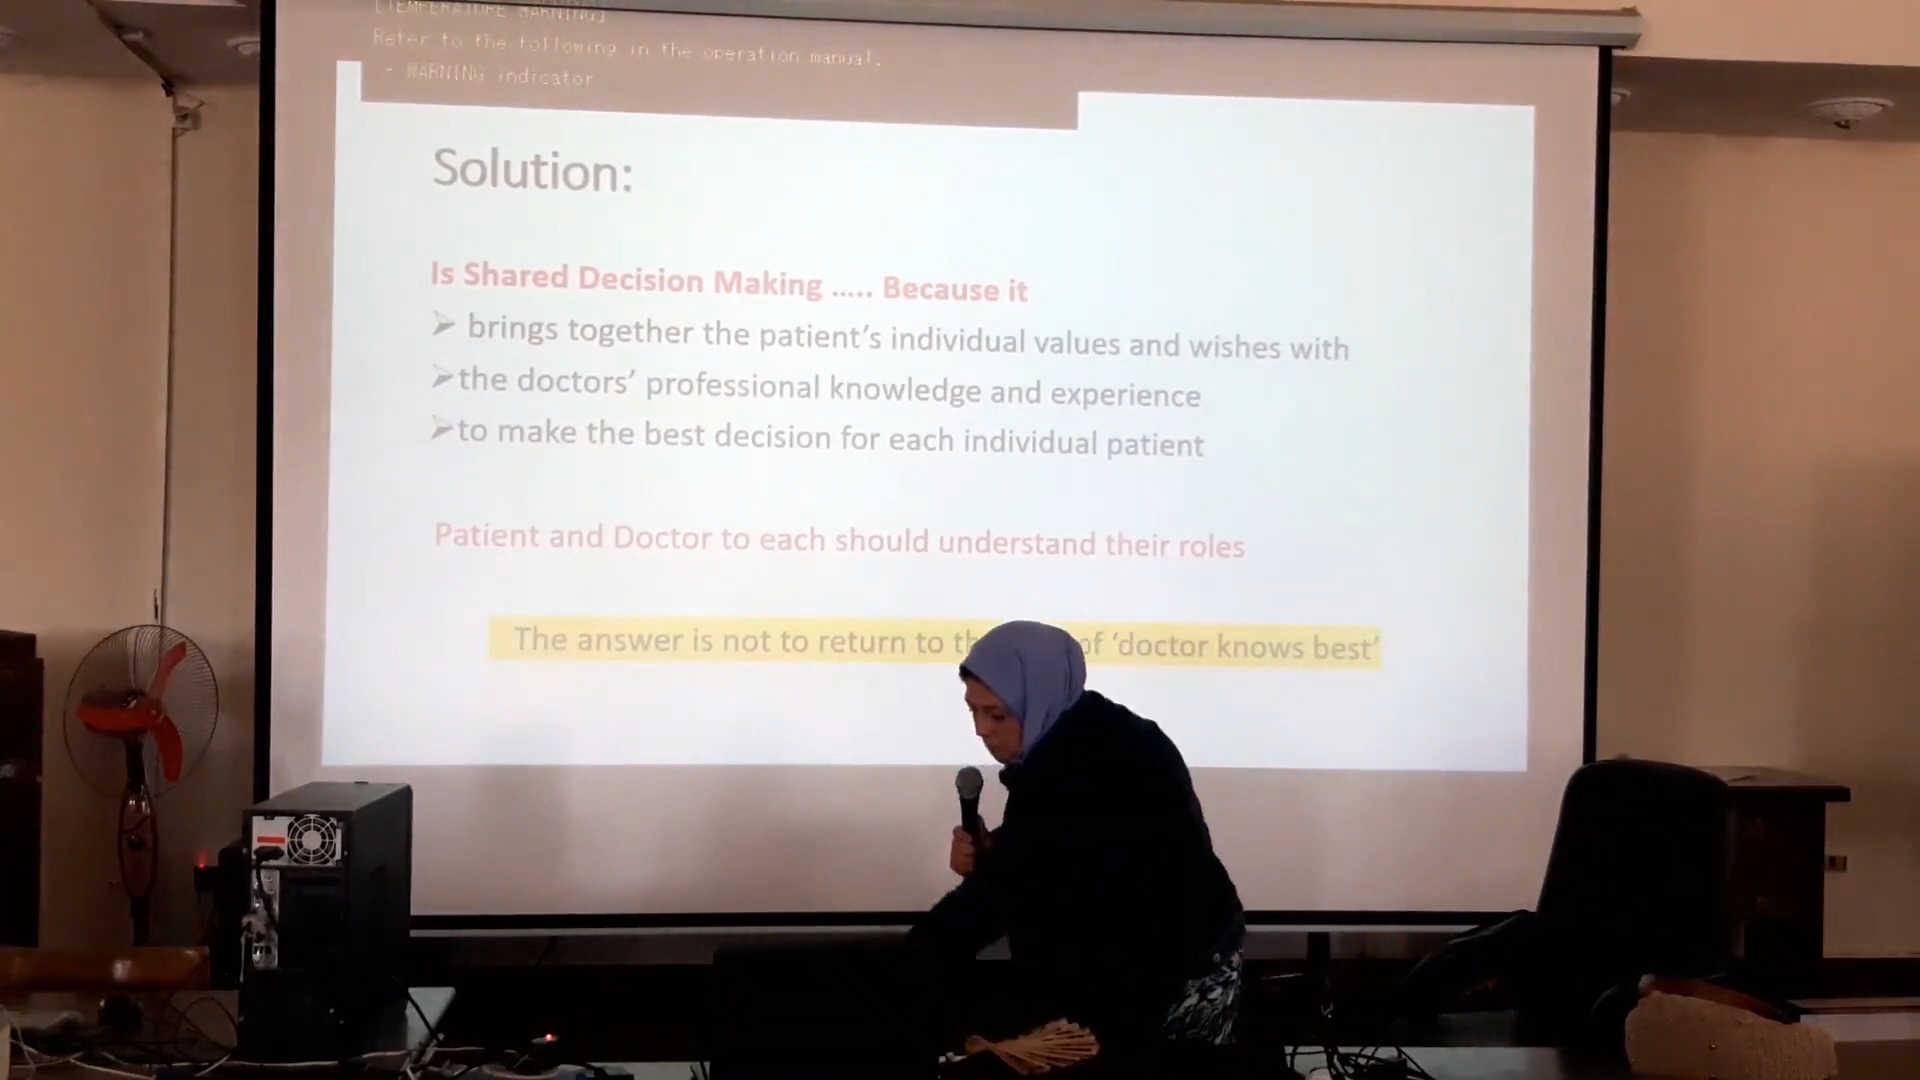 [TEMPERATURE WARNING]
Refer to the following in the operation manual.
- WARNING indicator
Solution:
Is Shared Decision Making ..... Because it
➢ brings together the patient's individual values and wishes with
➢the doctors' professional knowledge and experience
➢to make the best decision for each individual patient
Patient and Doctor to each should understand their roles
The answer is not to return to of 'doctor knows best'